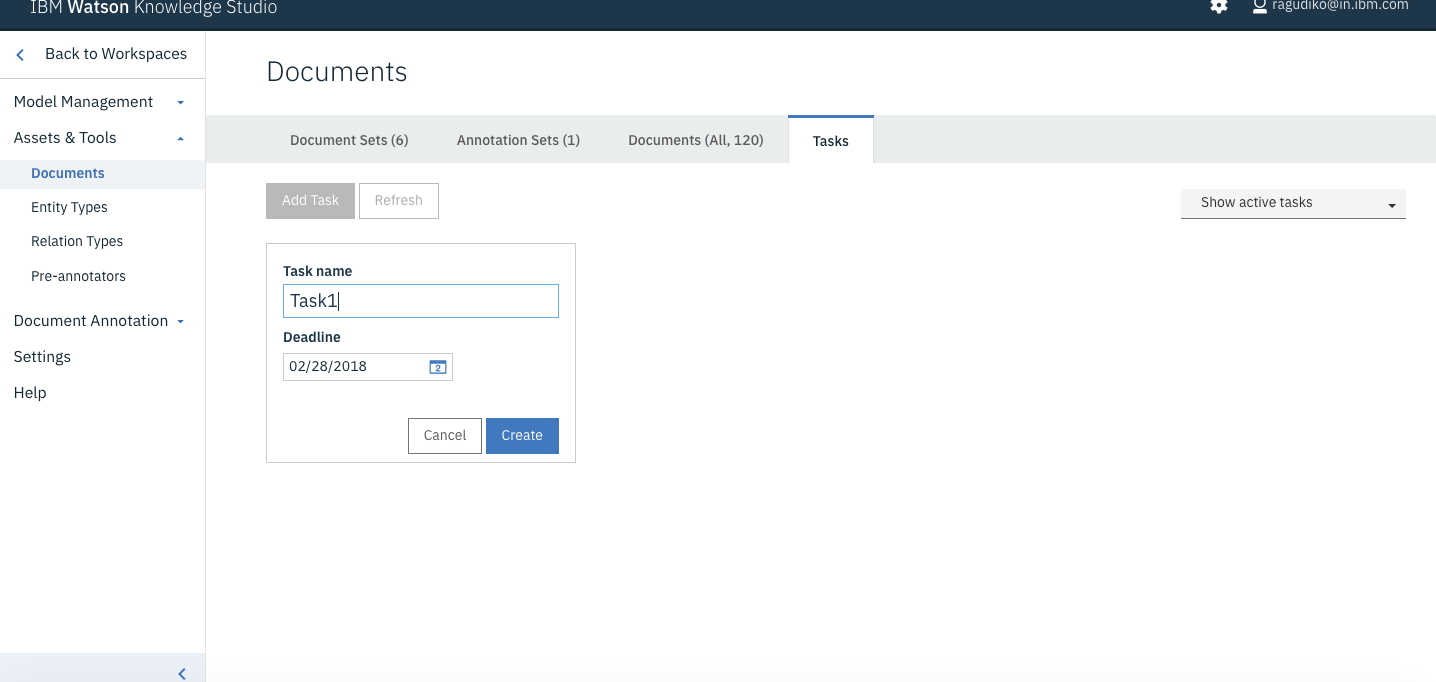 IBM Watson Knowledge Studio
ragudiko@in.ibm.com
Back to Workspaces
Model Management
Assets & Tools
Documents
Entity Types
Relation Types
Pre-annotators
Document Annotation
Settings
Help
Documents
Document Sets (6) Annotation Sets (1) Documents (All, 120) Tasks
Add Task Refresh
Show active tasks
Task name
Task1
Deadline
02/28/2018
2
Cancel Create